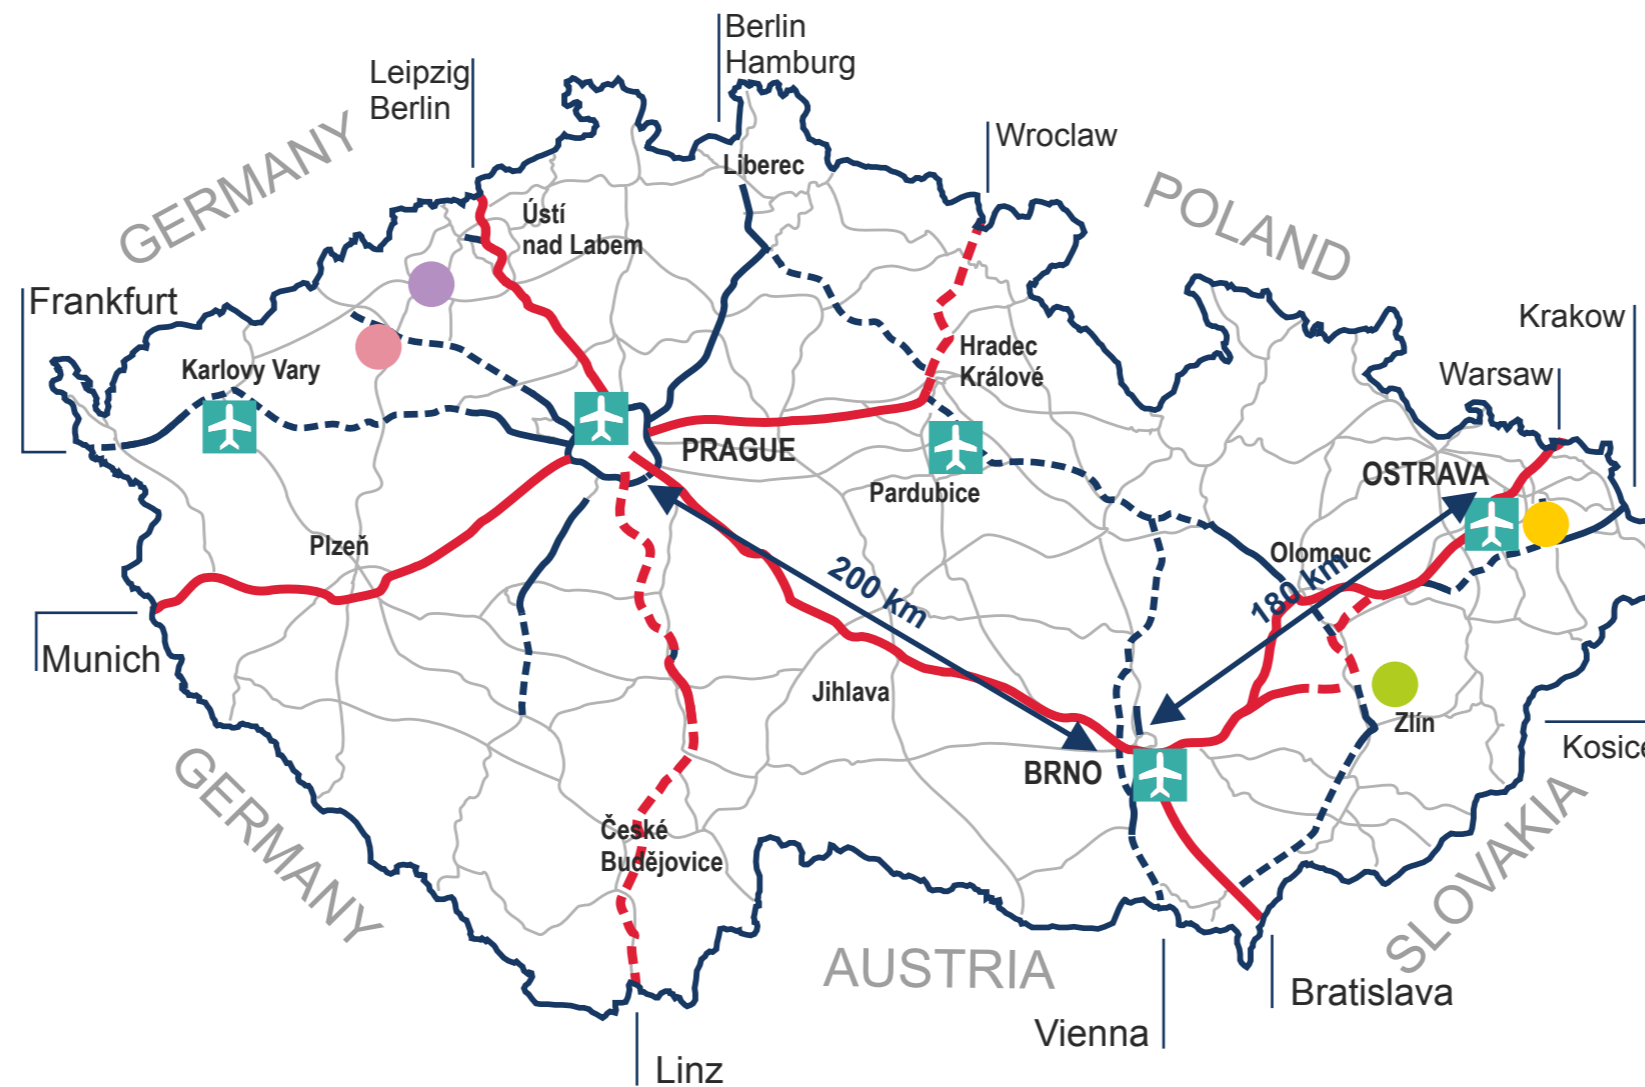 Berlin
Hamburg
Leipzig
Berlin
GERMANY
Wroclaw
Liberec
POLAND
Ústí
nad Labem
Frankfurt
Krakow
Karlovy Vary
Hradec
Králové
Warsaw
PRAGUE
OSTRAVA
Pardubice
Plzeň
Olomouc
200 km
180 km
Munich
Jihlava
Zlín
Kosice
BRNO
GERMANY
České
Budějovice
SLOVAKIA
AUSTRIA
Bratislava
Vienna
Linz